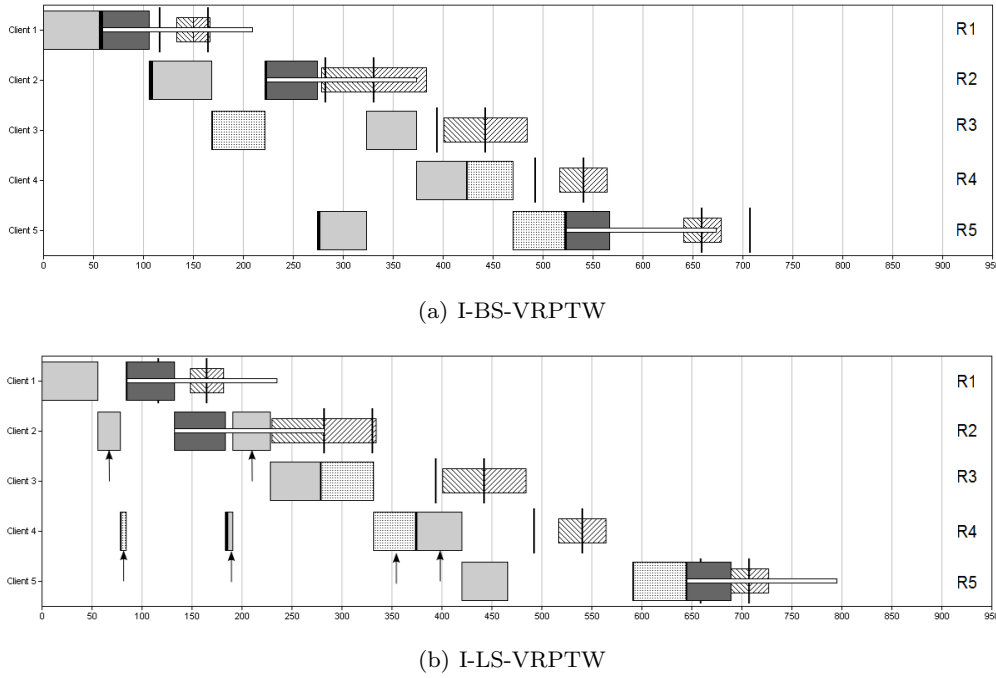 Client 1
R1
Client 2
R2
Client 3
R3
Client 4
R4
Client 5
R5
0 50 100 150 200 250 300 350 400 450 500 550 600 650 700 750 800 850 900 950
(a) I-BS-VRPTW
Client 1
R1
Client 2
R2
Client 3
R3
Client 4
R4
Client 5
R5
0 50 100 150 200 250 300 350 400 450 500 550 600 650 700 750 800 850 900 950
(b) I-LS-VRPTW